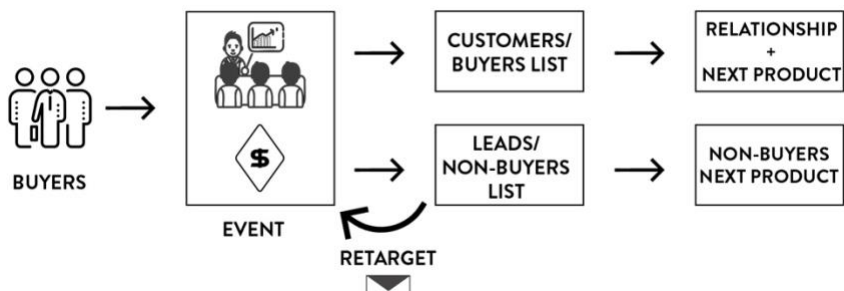 BUYERS
$
EVENT
CUSTOMERS/
BUYERS LIST
RELATIONSHIP
+
NEXT PRODUCT
LEADS/
NON-BUYERS
LIST
NON-BUYERS
NEXT PRODUCT
RETARGET